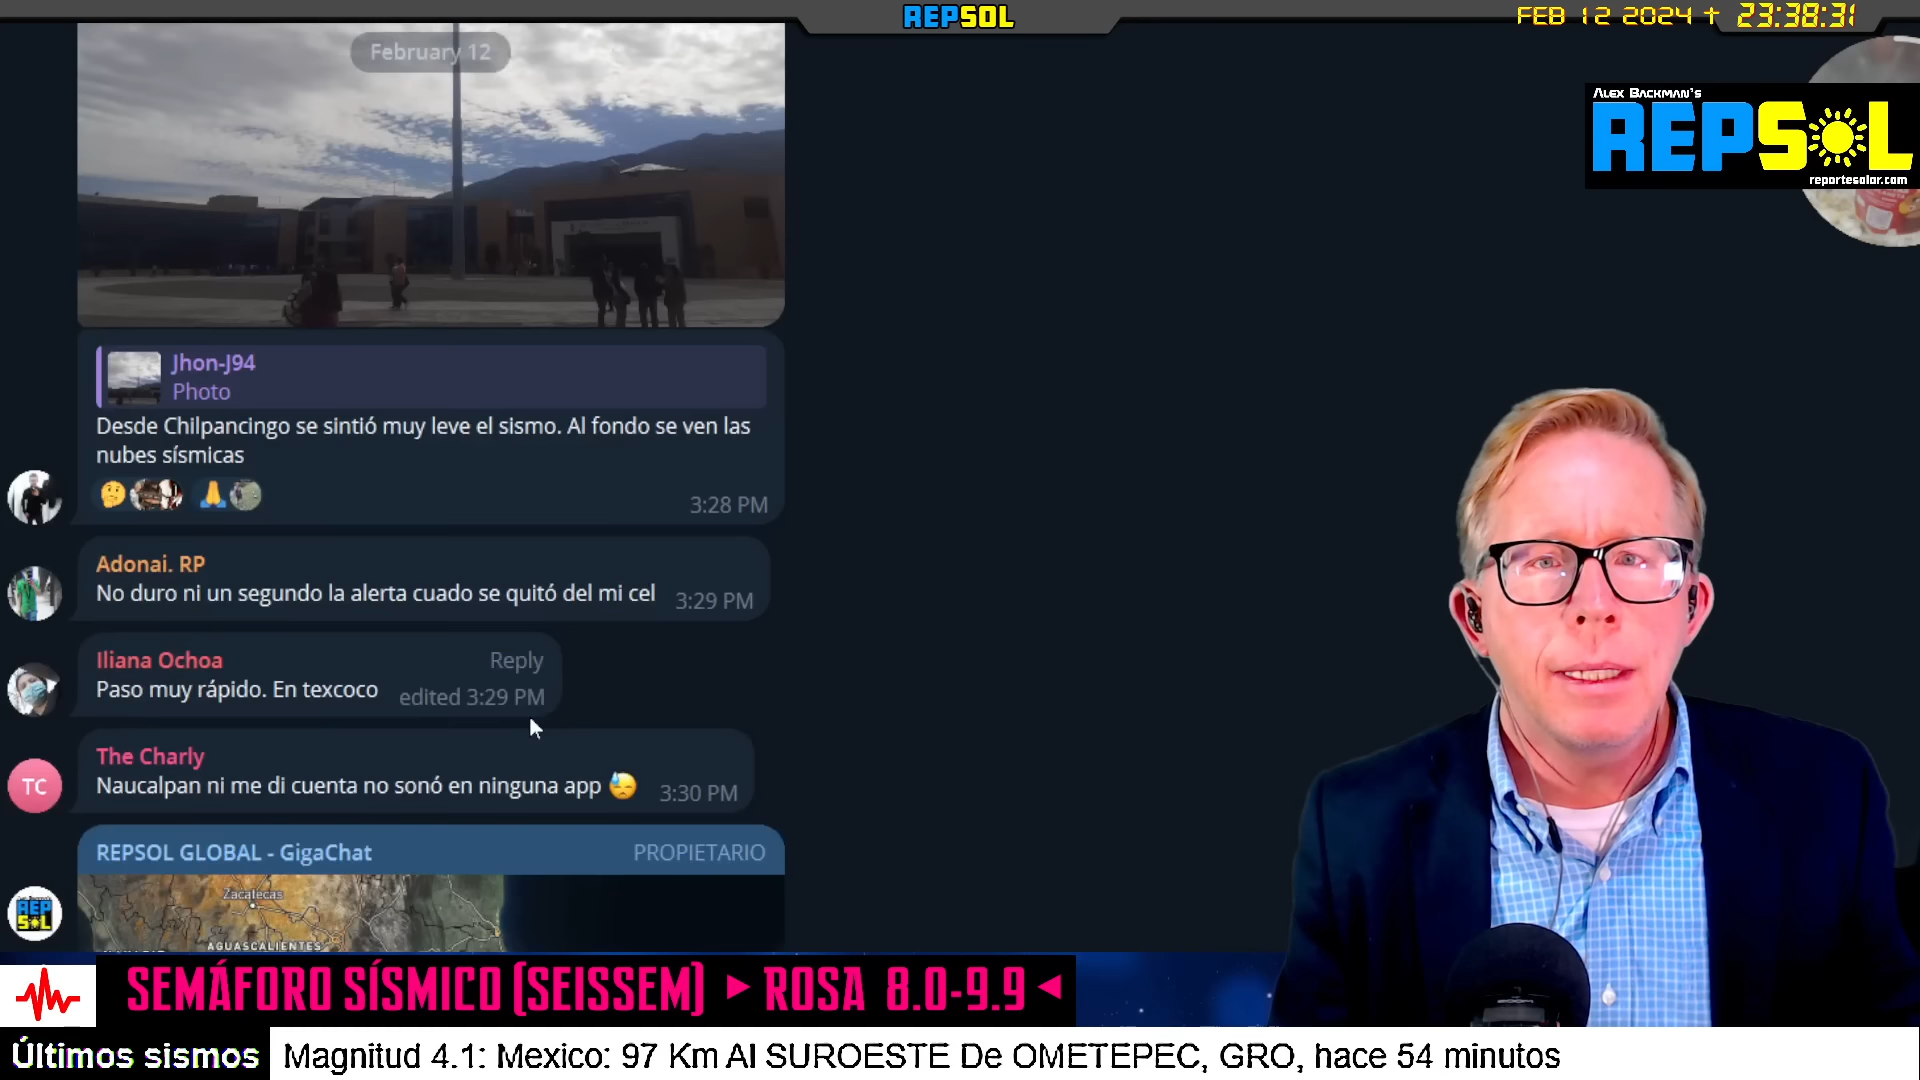 REPSOL
FEB 12 2024 † 23:38:31
February 12
ALEX BACKMAN'S
REPSOL
reportesolar.com
Jhon-J94
Photo
Desde Chilpancingo se sintió muy leve el sismo. Al fondo se ven las
nubes sísmicas
3:28 PM
Adonai. RP
No duro ni un segundo la alerta cuado se quitó del mi cel 3:29 PM
Iliana Ochoa Reply
Paso muy rápido. En texcoco edited 3:29 PM
The Charly
TC
Naucalpan ni me di cuenta no sonó en ninguna app 😓 3:30 PM
REPSOL GLOBAL - GigaChat PROPIETARIO
Zacatecas
REPSOL
AGUASCALIENTES
SEMÁFORO SÍSMICO (SEISSEM) ► ROSA 8.0-9.9 ◄
Últimos sismos Magnitud 4.1: Mexico: 97 Km Al SUROESTE De OMETEPEC, GRO, hace 54 minutos